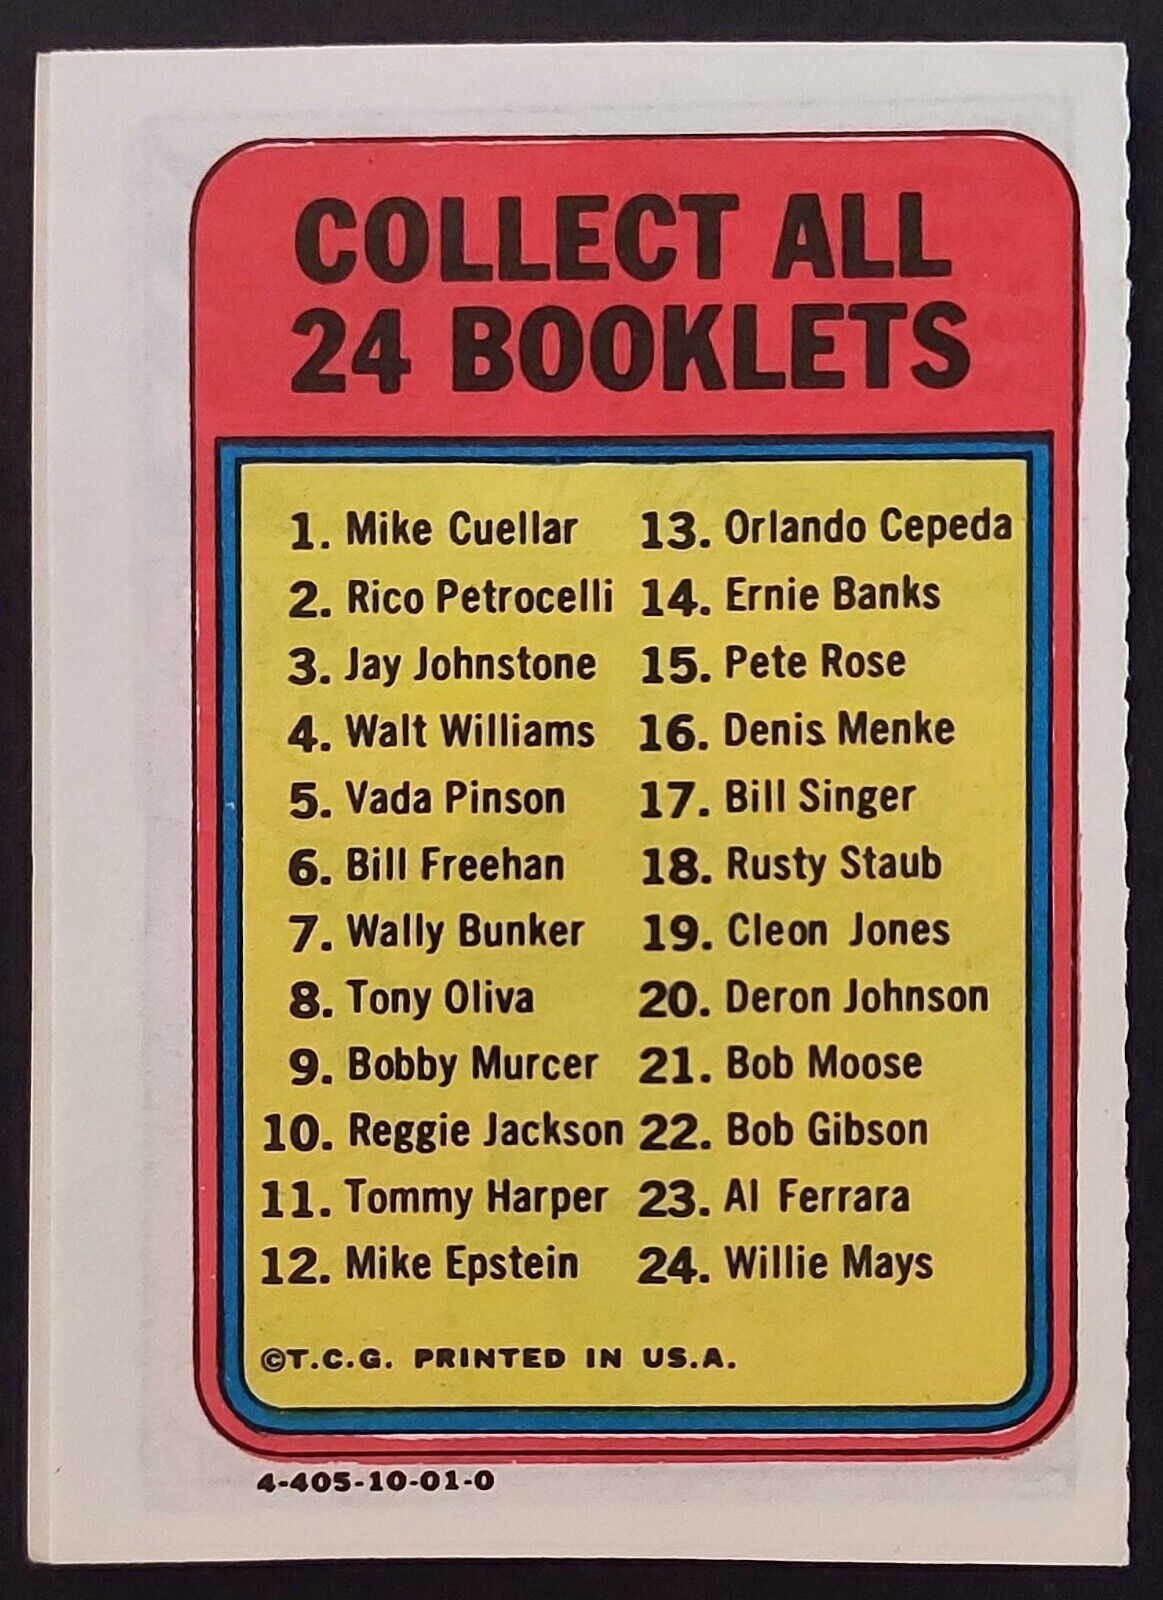 COLLECT ALL
24 BOOKLETS
1. Mike Cuellar
2. Rico Petrocelli
3. Jay Johnstone
4. Walt Williams
5. Vada Pinson
6. Bill Freehan
7. Wally Bunker
8. Tony Oliva
9. Bobby Murcer
10. Reggie Jackson
11. Tommy Harper
12. Mike Epstein
13. Orlando Cepeda
14. Ernie Banks
15. Pete Rose
16. Denis Menke
17. Bill Singer
18. Rusty Staub
19. Cleon Jones
20. Deron Johnson
21. Bob Moose
22. Bob Gibson
23. Al Ferrara
24. Willie Mays
©T.C.G. PRINTED IN U.S.A.
4-405-10-01-0